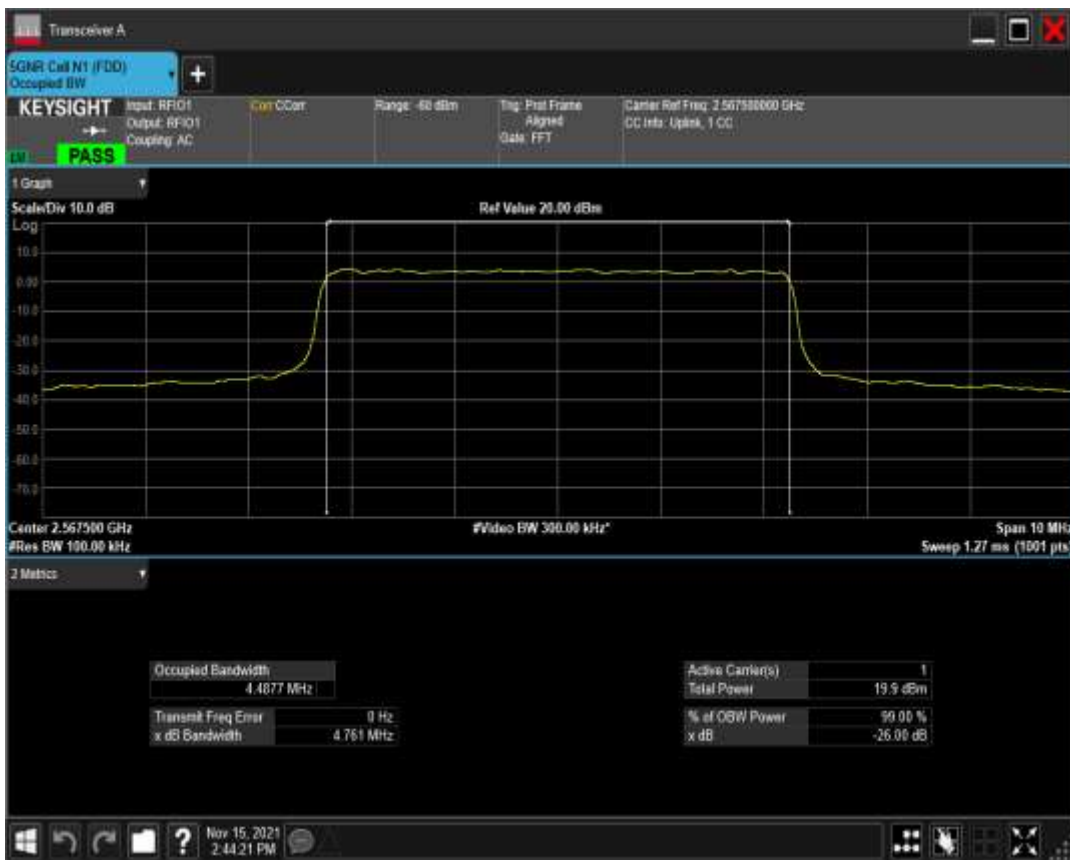 Transceiver A
5GNR Cell N1 (FDD)
Occupied BW
+
KEYSIGHT
Input: RFIO1
Output: RFIO1
Coupling: AC
Corr CCorr
Range: -60 dBm
Trig: Prot Frame
Aligned
Gate: FFT
Carrier Ref Freq: 2.567500000 GHz
CC Info: Uplink, 1 CC
PASS
1 Graph
Scale/Div 10.0 dB
Ref Value 20.00 dBm
Log
10.0
0.00
-10.0
-20.0
-30.0
-40.0
-50.0
-60.0
-70.0
Center 2.567500 GHz
#Video BW 300.00 kHz*
Span 10 MHz
#Res BW 100.00 kHz
Sweep 1.27 ms (1001 pts)
2 Metrics
Occupied Bandwidth
4.4877 MHz
Transmit Freq Error 0 Hz
x dB Bandwidth 4.761 MHz
Active Carrier(s) 1
Total Power 19.9 dBm
% of OBW Power 99.00 %
x dB -26.00 dB
?
Nov 15, 2021
2:44:21 PM